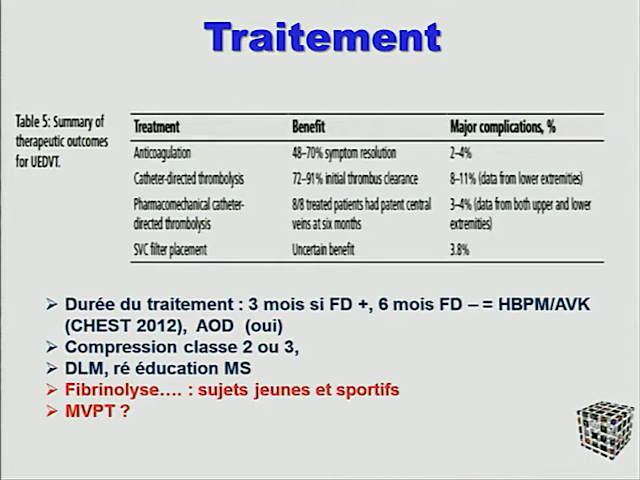 Traitement
Table 5: Summary of
therapeutic outcomes
for UEDVT.
Treatment Benefit Major complications, %
Anticoagulation 48–70% symptom resolution 2–4%
Catheter-directed thrombolysis 72–91% initial thrombus clearance 8–11% (data from lower extremities)
Pharmacomechanical catheter- 8/8 treated patients had patent central 3–4% (data from both upper and lower
directed thrombolysis veins at six months extremities)
SVC filter placement Uncertain benefit 3.8%
➢ Durée du traitement : 3 mois si FD +, 6 mois FD – = HBPM/AVK
(CHEST 2012), AOD (oui)
➢ Compression classe 2 ou 3,
➢ DLM, ré éducation MS
➢ Fibrinolyse.... : sujets jeunes et sportifs
➢ MVPT ?